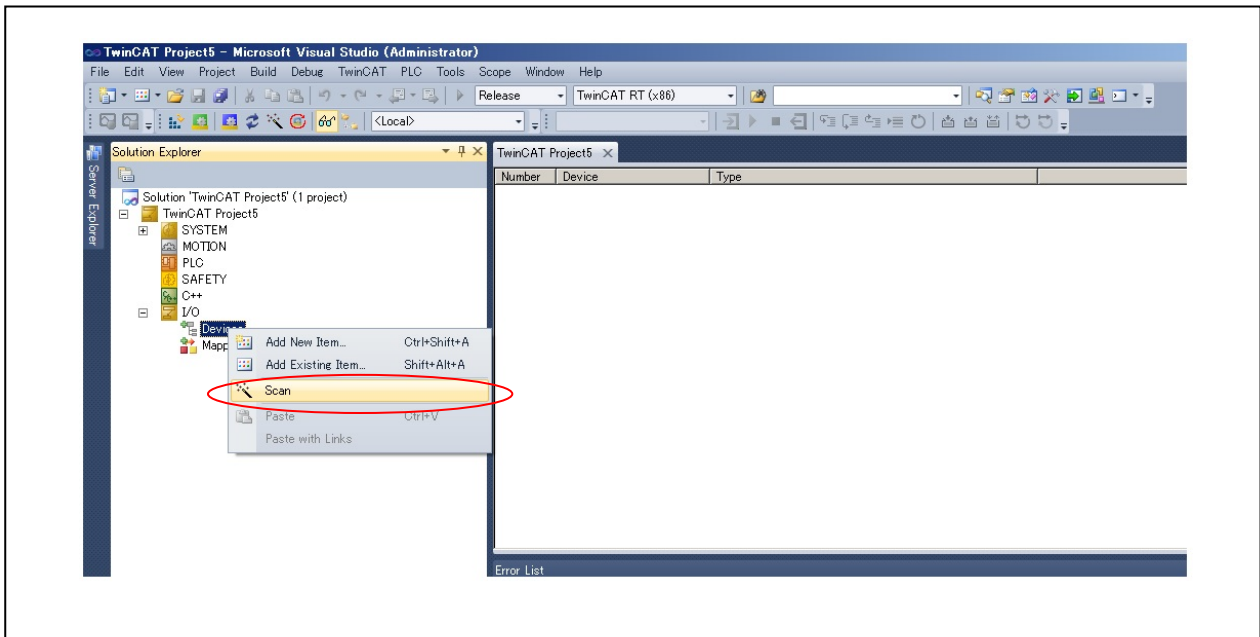 TwinCAT Project5 - Microsoft Visual Studio (Administrator)
File Edit View Project Build Debug TwinCAT PLC Tools Scope Window Help
Release TwinCAT RT (x86)
<Local>
Server Explorer
Solution Explorer
TwinCAT Project5
Number Device Type
Solution 'TwinCAT Project5' (1 project)
TwinCAT Project5
SYSTEM
MOTION
PLC
SAFETY
C++
I/O
Devices
Mapp
Add New Item... Ctrl+Shift+A
Add Existing Item... Shift+Alt+A
Scan
Paste Ctrl+V
Paste with Links
Error List